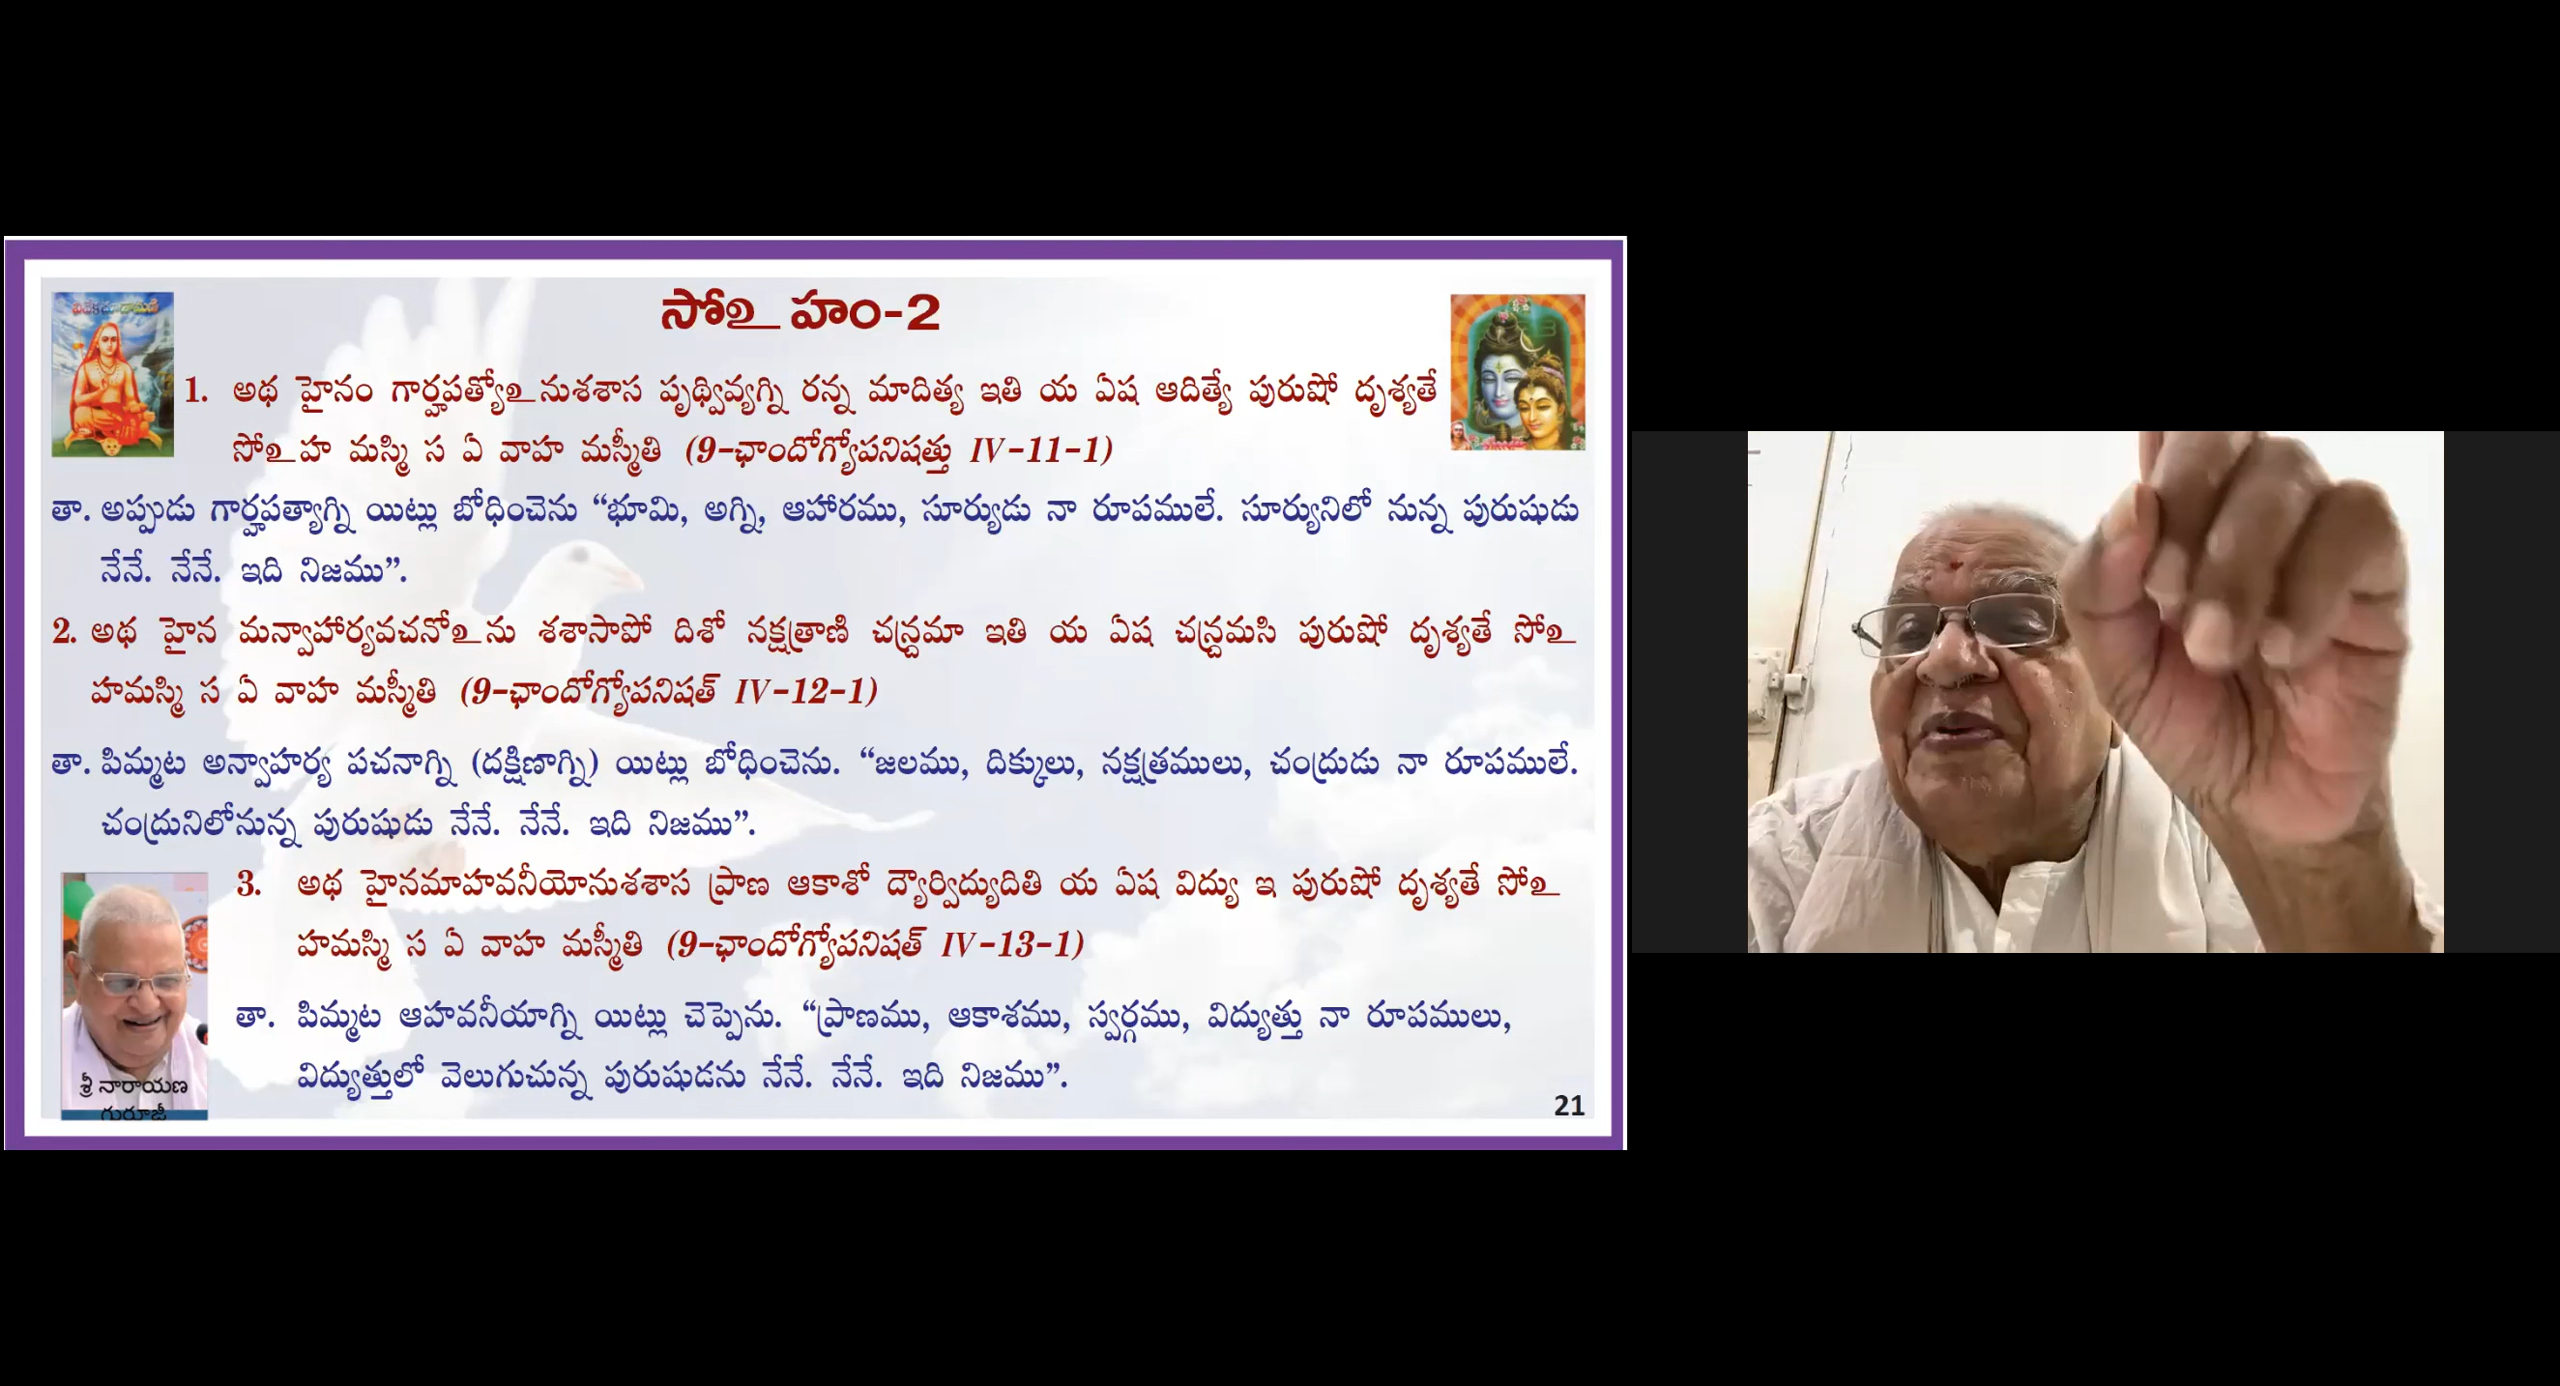 వివేకచూడామణి
సోఽహం-2
1. అథ హైనం గార్హపత్యోఽనుశశాస పృథ్వివ్యగ్ని రన్న మాదిత్య ఇతి య ఏష ఆదిత్యే పురుషో దృశ్యతే
సోఽహ మస్మి స ఏ వాహ మస్మీతి (9-ఛాందోగ్యోపనిషత్తు IV-11-1)
తా. అప్పుడు గార్హపత్యాగ్ని యిట్లు బోధించెను “భూమి, అగ్ని, ఆహారము, సూర్యుడు నా రూపములే. సూర్యునిలో నున్న పురుషుడు
నేనే. నేనే. ఇది నిజము”.
2. అథ హైన మన్వాహార్యవచనోఽను శశాసాపో దిశో నక్షత్రాణి చన్ద్రమా ఇతి య ఏష చన్ద్రమసి పురుషో దృశ్యతే సోఽ
హమస్మి స ఏ వాహ మస్మీతి (9-ఛాందోగ్యోపనిషత్ IV-12-1)
తా. పిమ్మట అన్వాహర్య పచనాగ్ని (దక్షిణాగ్ని) యిట్లు బోధించెను. “జలము, దిక్కులు, నక్షత్రములు, చంద్రుడు నా రూపములే.
చంద్రునిలోనున్న పురుషుడు నేనే. నేనే. ఇది నిజము”.
3. అథ హైనమాహవనీయోనుశశాస ప్రాణ ఆకాశో ద్యౌర్విద్యుదితి య ఏష విద్యు ఇ పురుషో దృశ్యతే సోఽ
హమస్మి స ఏ వాహ మస్మీతి (9-ఛాందోగ్యోపనిషత్ IV-13-1)
తా. పిమ్మట ఆహవనీయాగ్ని యిట్లు చెప్పెను. “ప్రాణము, ఆకాశము, స్వర్గము, విద్యుత్తు నా రూపములు,
విద్యుత్తులో వెలుగుచున్న పురుషుడను నేనే. నేనే. ఇది నిజము”.
శ్రీ నారాయణ
గురూజీ
21